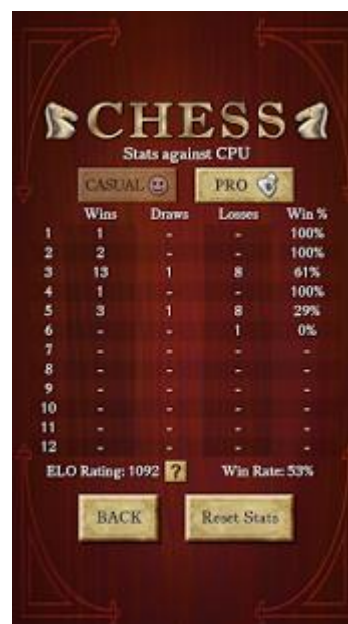 CHESS
Stats against CPU
CASUAL PRO
Wins Draws Losses Win %
1 1 - - 100%
2 2 - - 100%
3 13 1 8 61%
4 1 - - 100%
5 3 1 8 29%
6 - - 1 0%
7 - - - -
8 - - - -
9 - - - -
10 - - - -
11 - - - -
12 - - - -
ELO Rating: 1092 ? Win Rate: 53%
BACK Reset Stats